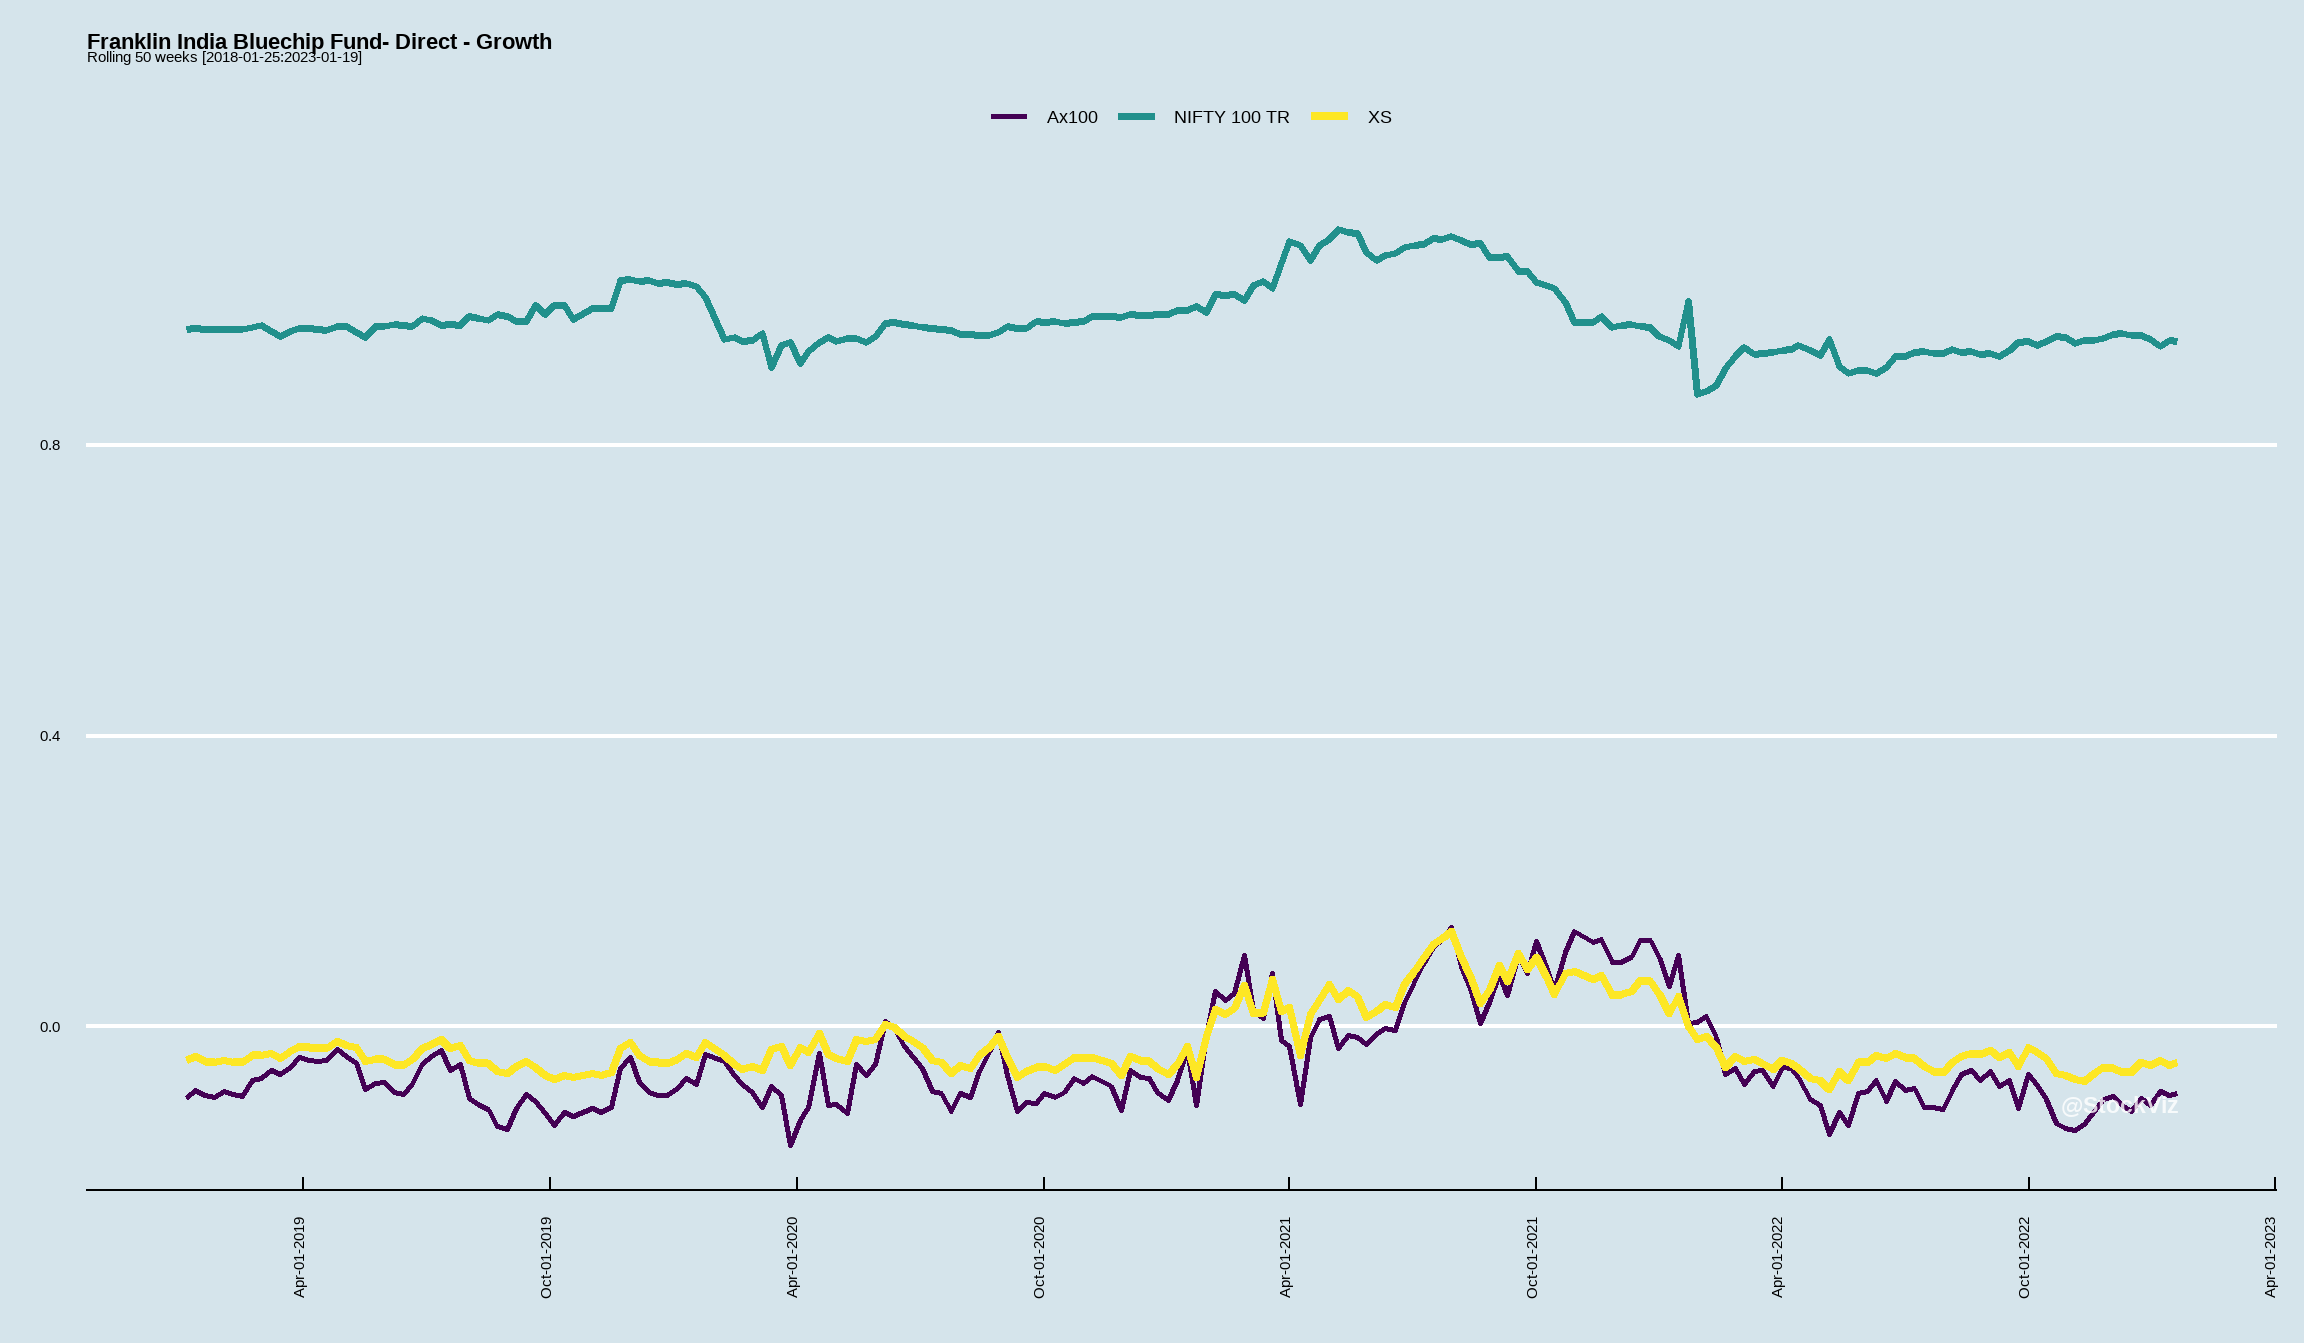 Franklin India Bluechip Fund- Direct - Growth
Rolling 50 weeks [2018-01-25:2023-01-19]
Ax100 NIFTY 100 TR XS
0.8
0.4
0.0
@StockViz
Apr-01-2019 Oct-01-2019 Apr-01-2020 Oct-01-2020 Apr-01-2021 Oct-01-2021 Apr-01-2022 Oct-01-2022 Apr-01-2023